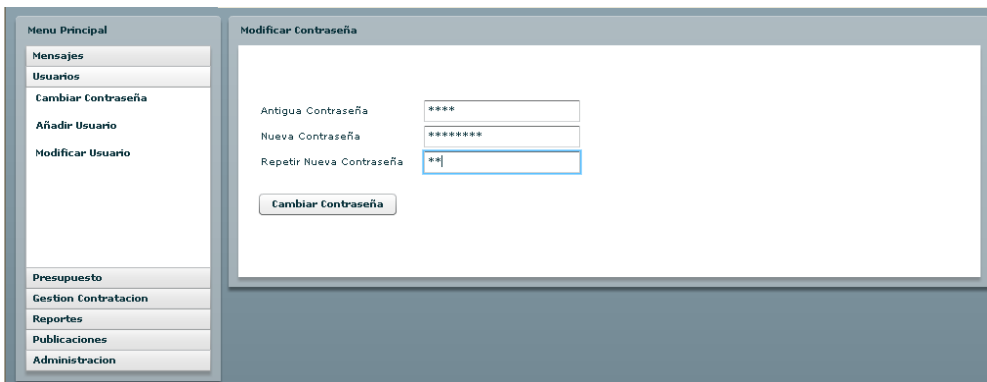 Menu Principal
Mensajes
Usuarios
Cambiar Contraseña
Añadir Usuario
Modificar Usuario
Presupuesto
Gestion Contratacion
Reportes
Publicaciones
Administracion
Modificar Contraseña
Antigua Contraseña ****
Nueva Contraseña ********
Repetir Nueva Contraseña **
Cambiar Contraseña